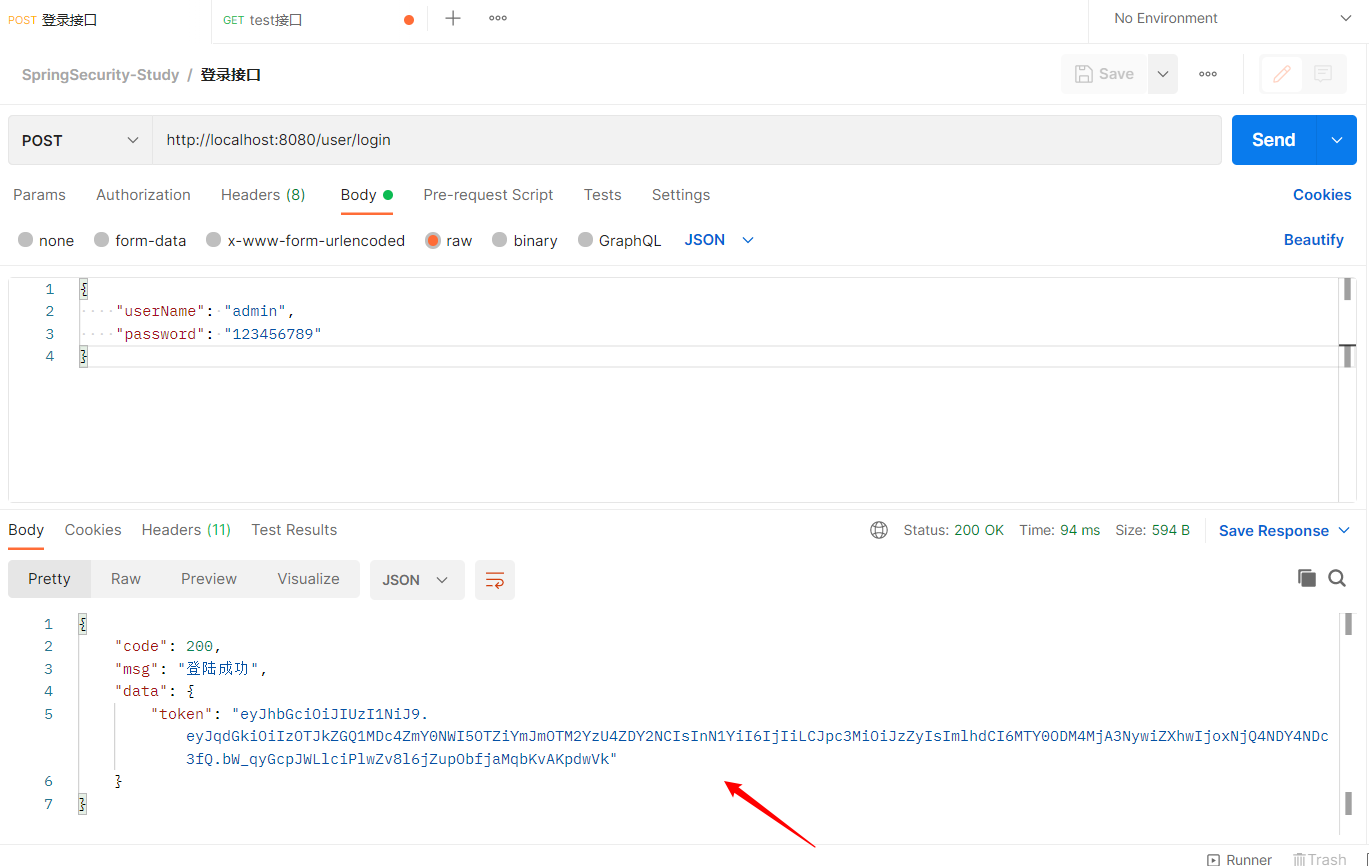 POST 登录接口
GET test接口
No Environment
SpringSecurity-Study / 登录接口
Save
POST
http://localhost:8080/user/login
Send
Params Authorization Headers (8) Body Pre-request Script Tests Settings Cookies
none form-data x-www-form-urlencoded raw binary GraphQL JSON Beautify
1 {
2 "userName": "admin",
3 "password": "123456789"
4 }
Body Cookies Headers (11) Test Results Status: 200 OK Time: 94 ms Size: 594 B Save Response
Pretty Raw Preview Visualize JSON
1 {
2 "code": 200,
3 "msg": "登陆成功",
4 "data": {
5 "token": "eyJhbGciOiJIUzI1NiJ9.
eyJqdGkiOiIzOTJkZGQ1MDc4ZmY0NWI5OTZiYmJmOTM2YzU4ZDY2NCIsInN1YiI6IjIiLCJpc3MiOiJzZyIsImlhdCI6MTY0ODM4MjA3NywiZXhwIjoxNjQ4NDY4NDc
3fQ.bW_qyGcpJWLlciPlwZv8l6jZupObfjaMqbKvAKpdwVk"
6 }
7 }
Runner Trash